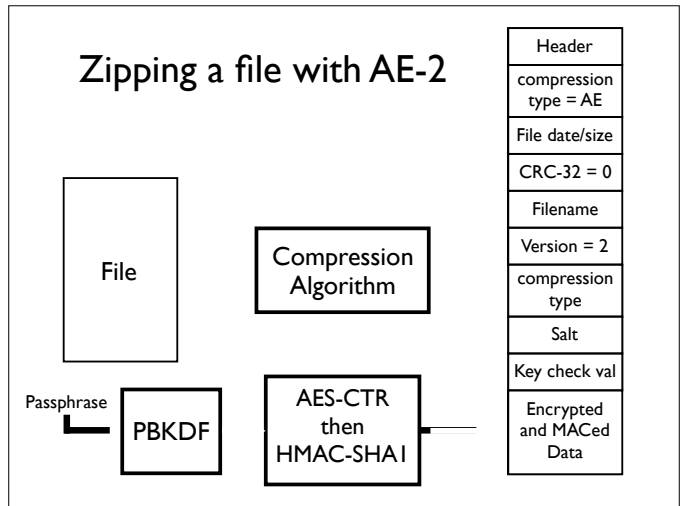 Zipping a file with AE-2
File
Compression
Algorithm
Passphrase
PBKDF
AES-CTR
then
HMAC-SHA1
Header
compression
type = AE
File date/size
CRC-32 = 0
Filename
Version = 2
compression
type
Salt
Key check val
Encrypted
and MACed
Data